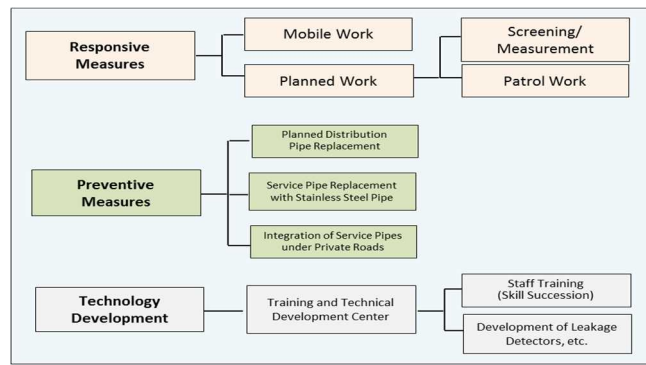 Responsive
Measures
Mobile Work
Planned Work
Screening/
Measurement
Patrol Work
Preventive
Measures
Planned Distribution
Pipe Replacement
Service Pipe Replacement
with Stainless Steel Pipe
Integration of Service Pipes
under Private Roads
Technology
Development
Training and Technical
Development Center
Staff Training
(Skill Succession)
Development of Leakage
Detectors, etc.